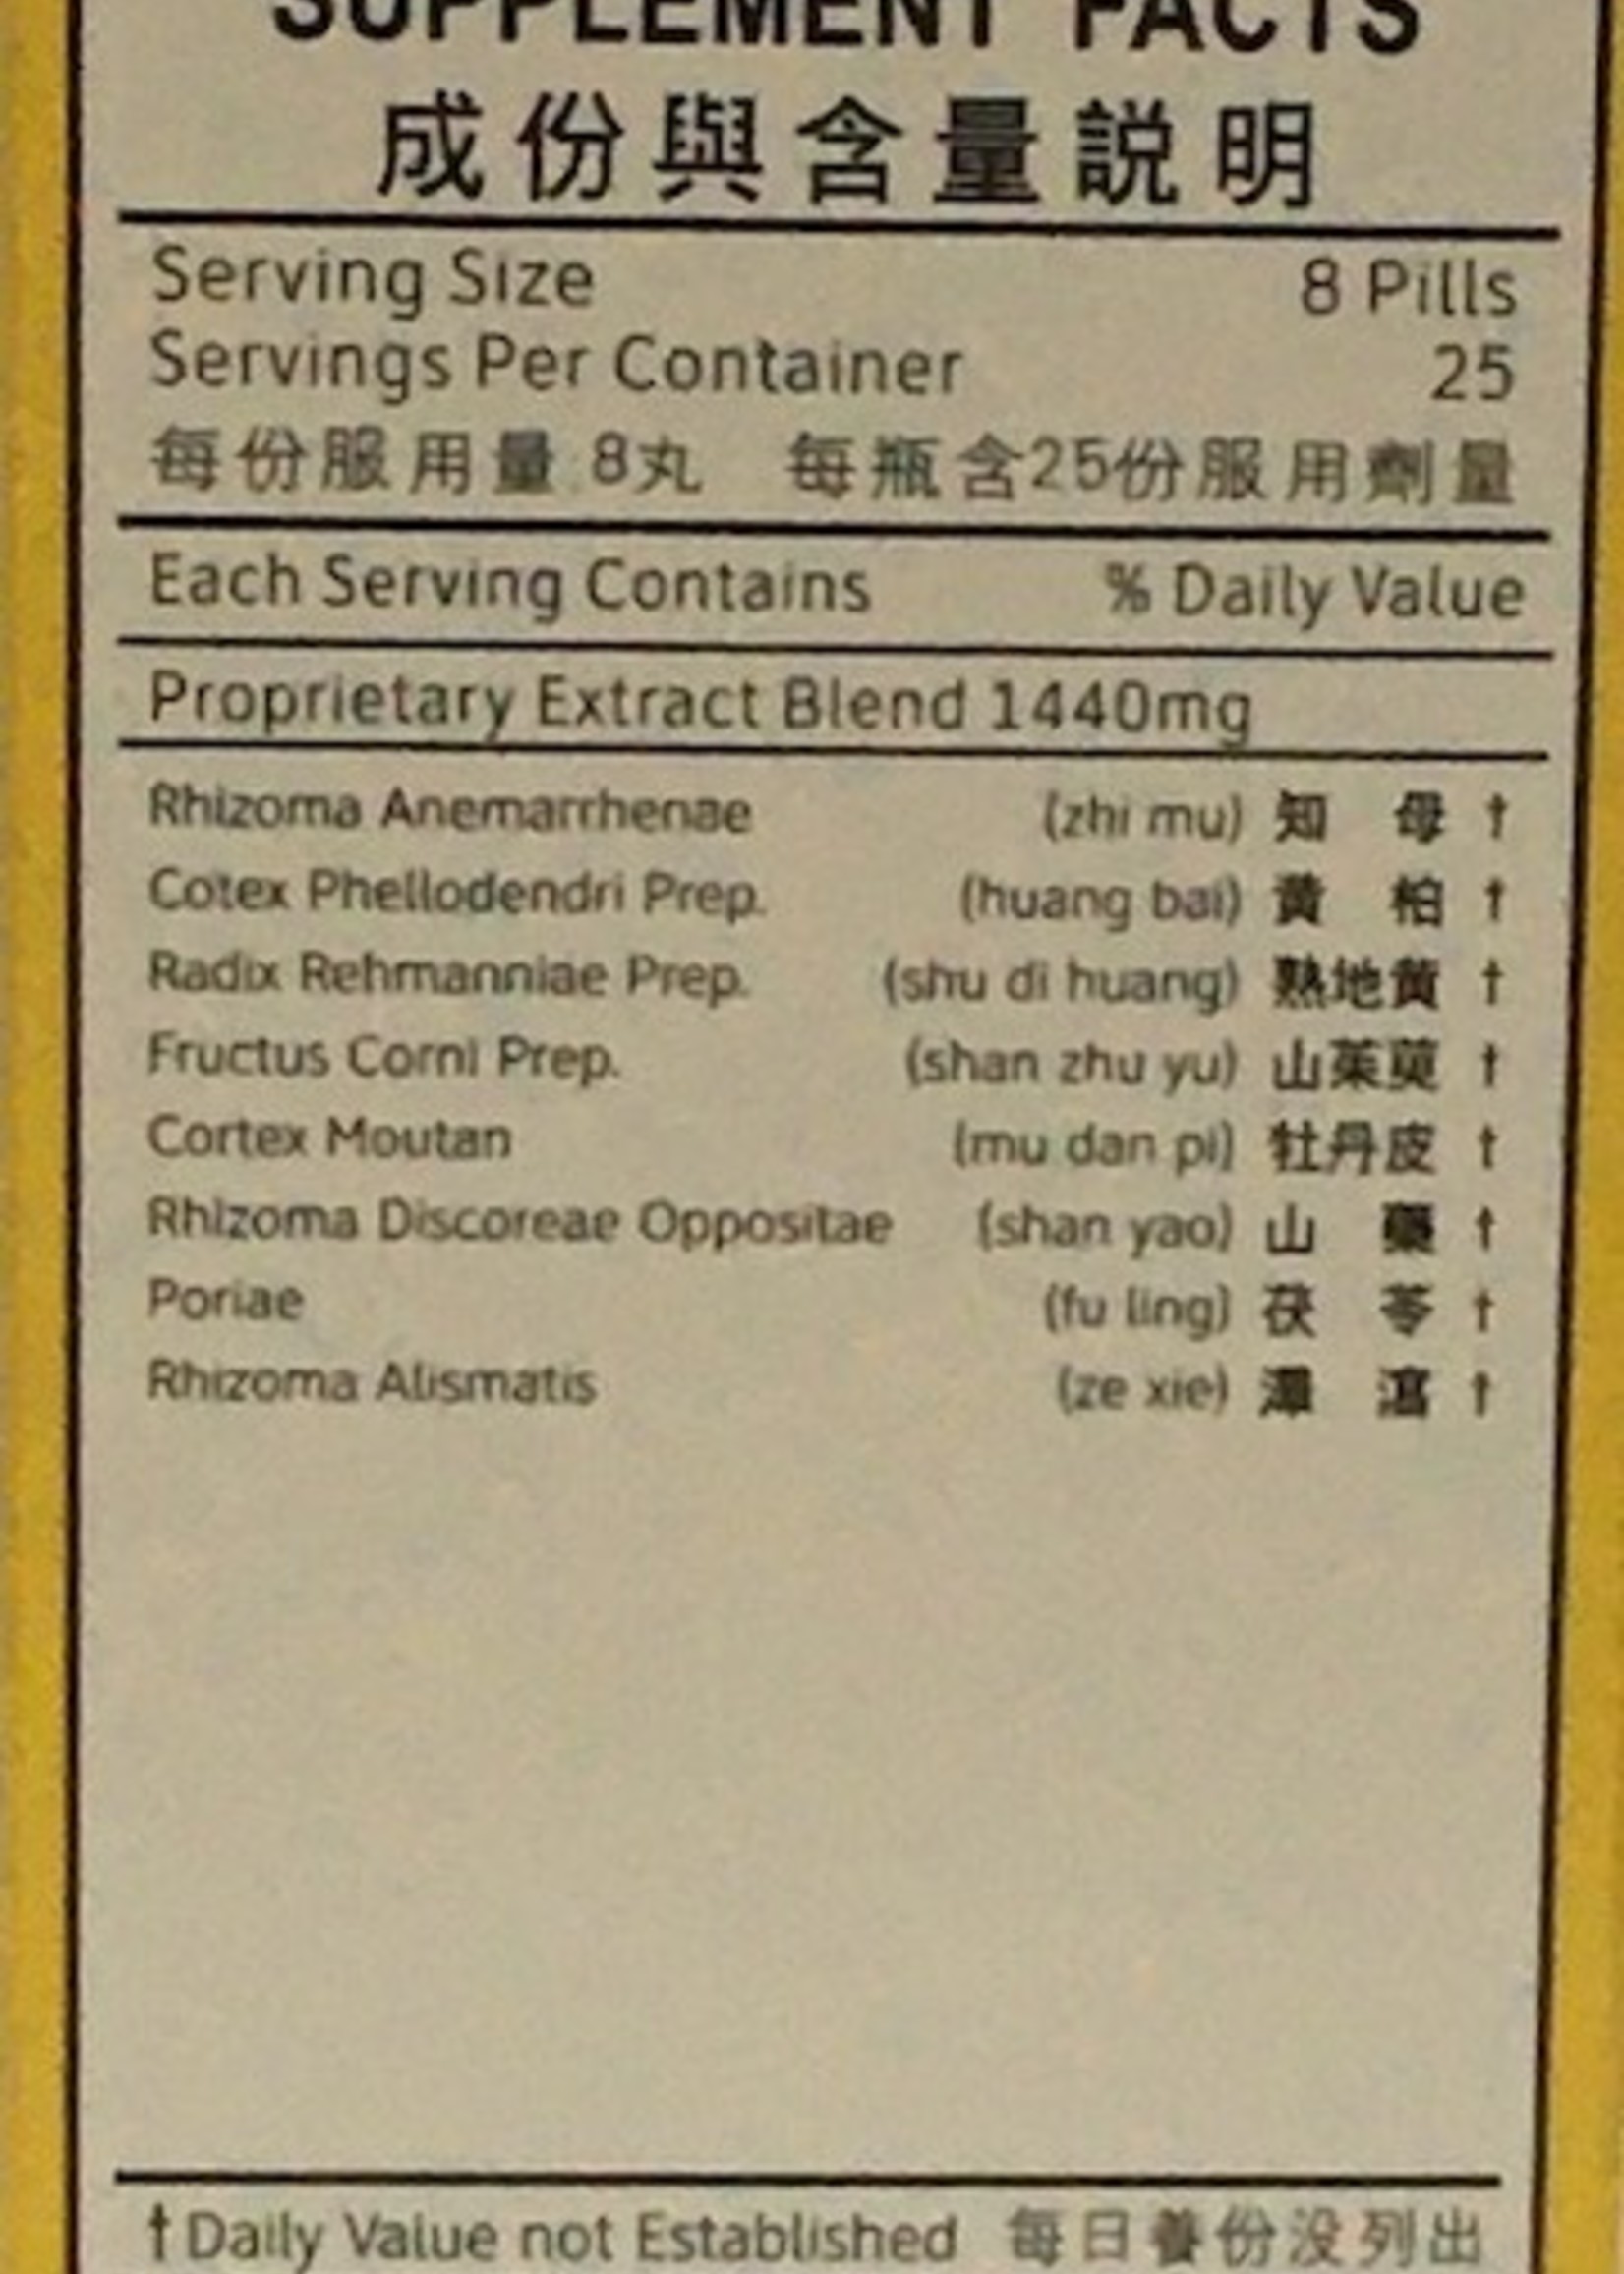 SUPPLEMENT FACTS
成份與含量説明
Serving Size 8 Pills
Servings Per Container 25
每份服用量 8丸 每瓶含25份服用劑量
Each Serving Contains % Daily Value
Proprietary Extract Blend 1440mg
Rhizoma Anemarrhenae (zhi mu) 知 母 †
Cotex Phellodendri Prep. (huang bai) 黄 柏 †
Radix Rehmanniae Prep. (shu di huang) 熟地黄 †
Fructus Corni Prep. (shan zhu yu) 山茱萸 †
Cortex Moutan (mu dan pi) 牡丹皮 †
Rhizoma Discoreae Oppositae (shan yao) 山 藥 †
Poriae (fu ling) 茯 苓 †
Rhizoma Alismatis (ze xie) 澤 瀉 †
† Daily Value not Established 每日養份没列出